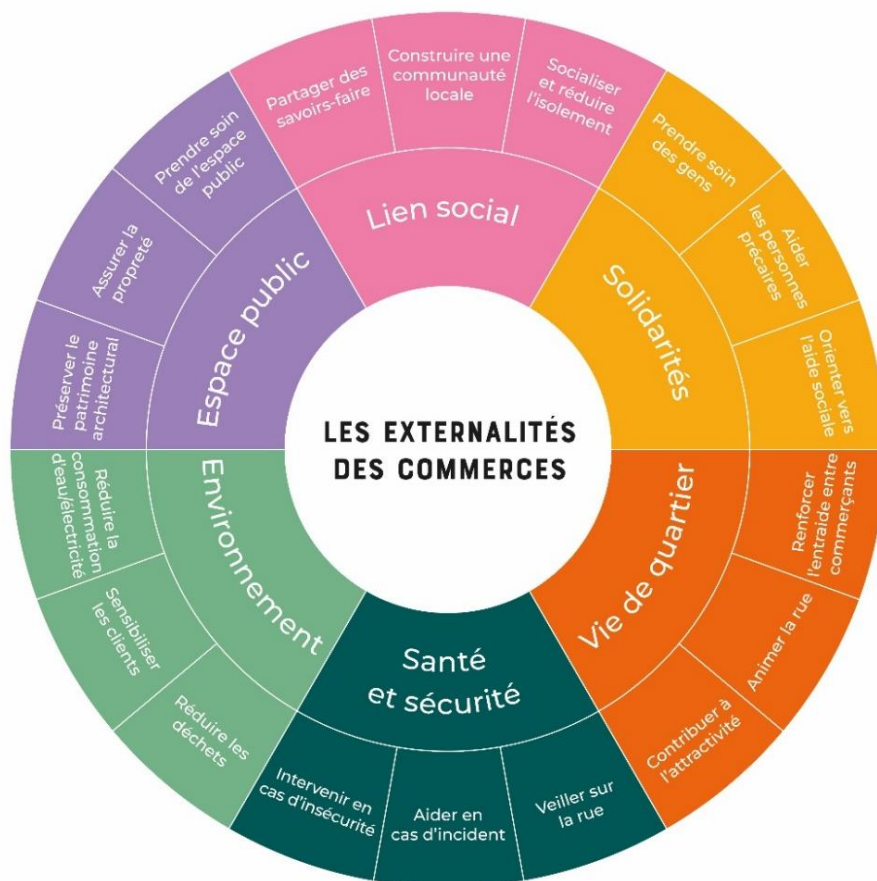 LES EXTERNALITÉS
DES COMMERCES
Lien social
Partager des
savoirs-faire
Construire une
communauté
locale
Socialiser
et réduire
l'isolement
Solidarités
Prendre soin
des gens
Aider
les personnes
précaires
Orienter vers
l'aide sociale
Vie de quartier
Renforcer
l'entraide entre
commerçants
Animer la rue
Contribuer à
l'attractivité
Santé
et sécurité
Veiller sur
la rue
Aider en
cas d'incident
Intervenir en
cas d'insécurité
Environnement
Réduire les
déchets
Sensibiliser
les clients
Réduire la
consommation
d'eau/électricité
Espace public
Préserver le
patrimoine
architectural
Assurer la
propreté
Prendre soin
de l'espace
public